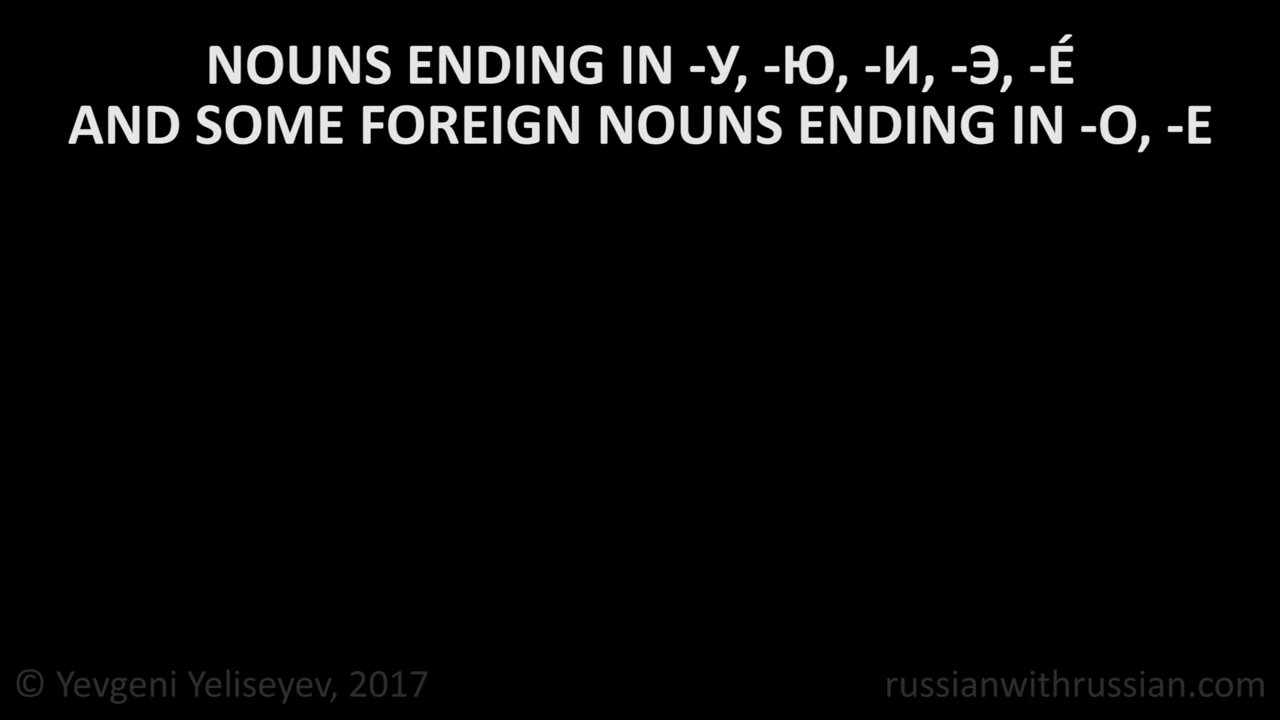 NOUNS ENDING IN -У, -Ю, -И, -Э, -É
AND SOME FOREIGN NOUNS ENDING IN -О, -Е
© Yevgeni Yeliseyev, 2017
russianwithrussian.com